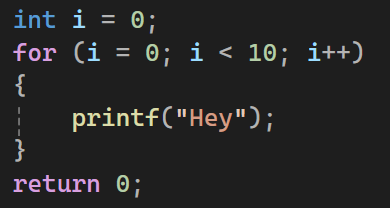 int i = 0;
for (i = 0; i < 10; i++)
{
    printf("Hey");
}
return 0;